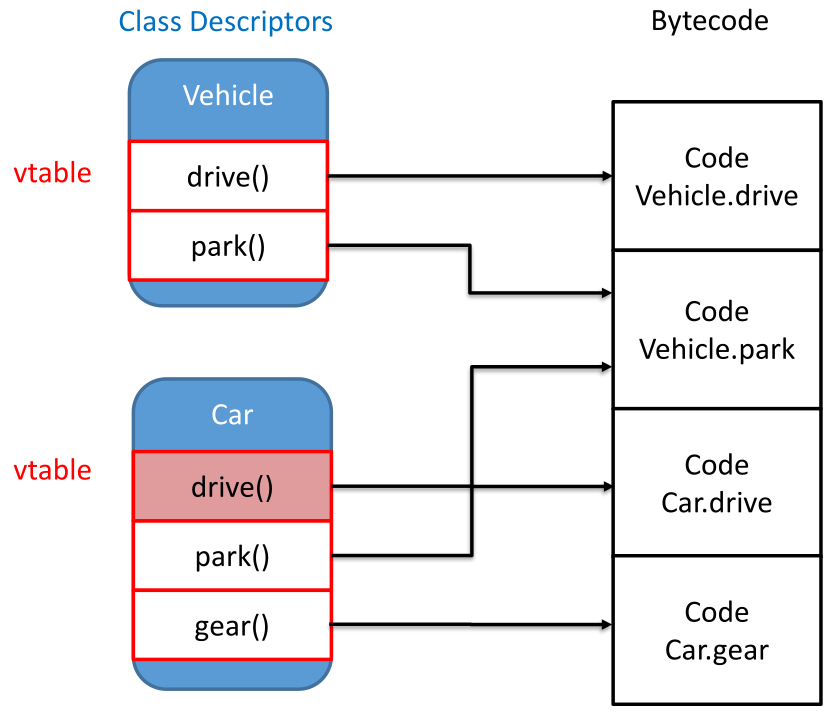 Class Descriptors
Bytecode
Vehicle
vtable
drive()
park()
Car
vtable
drive()
park()
gear()
Code
Vehicle.drive
Code
Vehicle.park
Code
Car.drive
Code
Car.gear